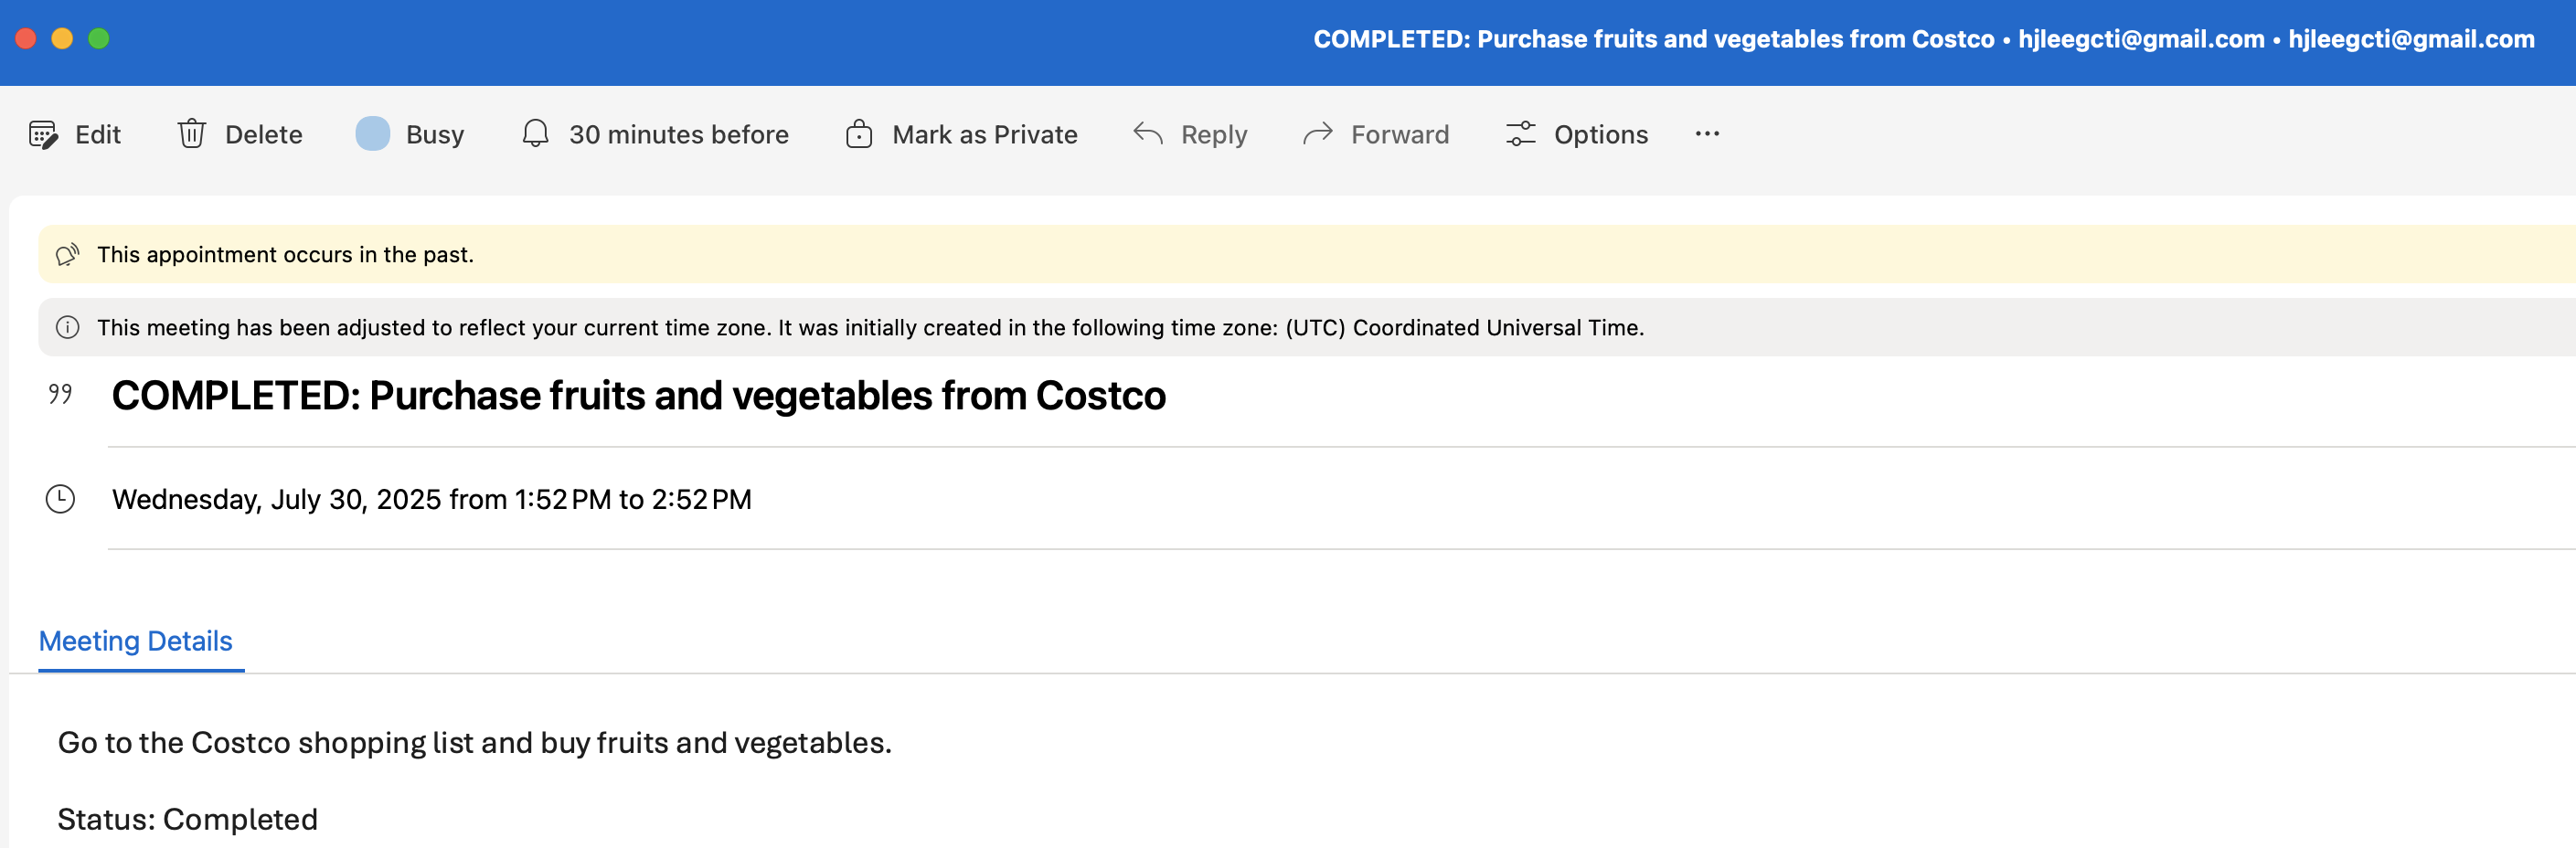 COMPLETED: Purchase fruits and vegetables from Costco • hjleegcti@gmail.com • hjleegcti@gmail.com
Edit Delete Busy 30 minutes before Mark as Private Reply Forward Options ...
This appointment occurs in the past.
This meeting has been adjusted to reflect your current time zone. It was initially created in the following time zone: (UTC) Coordinated Universal Time.
COMPLETED: Purchase fruits and vegetables from Costco
Wednesday, July 30, 2025 from 1:52 PM to 2:52 PM
Meeting Details
Go to the Costco shopping list and buy fruits and vegetables.
Status: Completed